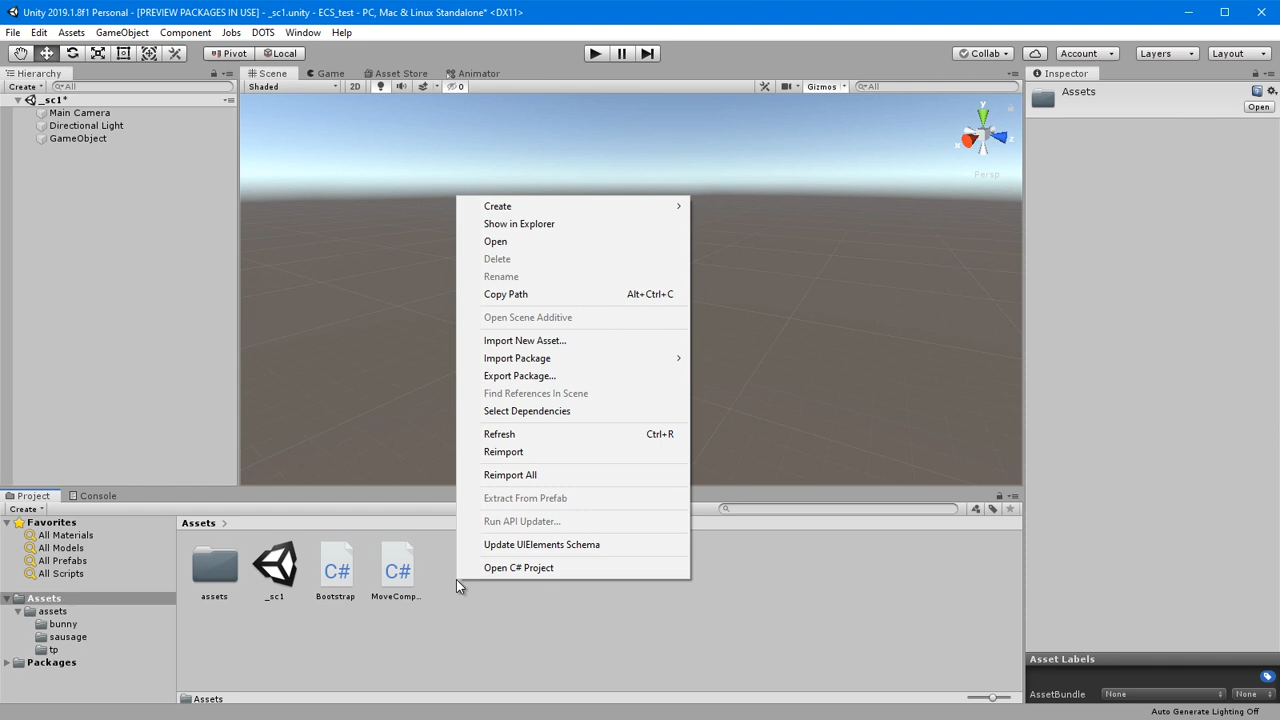 Unity 2019.1.8f1 Personal - [PREVIEW PACKAGES IN USE] - _sc1.unity - ECS_test - PC, Mac & Linux Standalone* <DX11>
File Edit Assets GameObject Component Jobs DOTS Window Help
Pivot Local Collab Account Layers Layout
Hierarchy Scene Game Asset Store Animator Inspector
Create All Shaded 2D 0 Gizmos All
_sc1*
Main Camera
Directional Light
GameObject
Assets
Open
y
x
z
Persp
Create
Show in Explorer
Open
Delete
Rename
Copy Path Alt+Ctrl+C
Open Scene Additive
Import New Asset...
Import Package
Export Package...
Find References In Scene
Select Dependencies
Refresh Ctrl+R
Reimport
Reimport All
Extract From Prefab
Run API Updater...
Update UIElements Schema
Open C# Project
Project Console
Create
Favorites
All Materials
All Models
All Prefabs
All Scripts
Assets
assets
bunny
sausage
tp
Packages
Assets
C# C#
assets _sc1 Bootstrap MoveComp...
Assets
Asset Labels
AssetBundle None None
Auto Generate Lighting Off